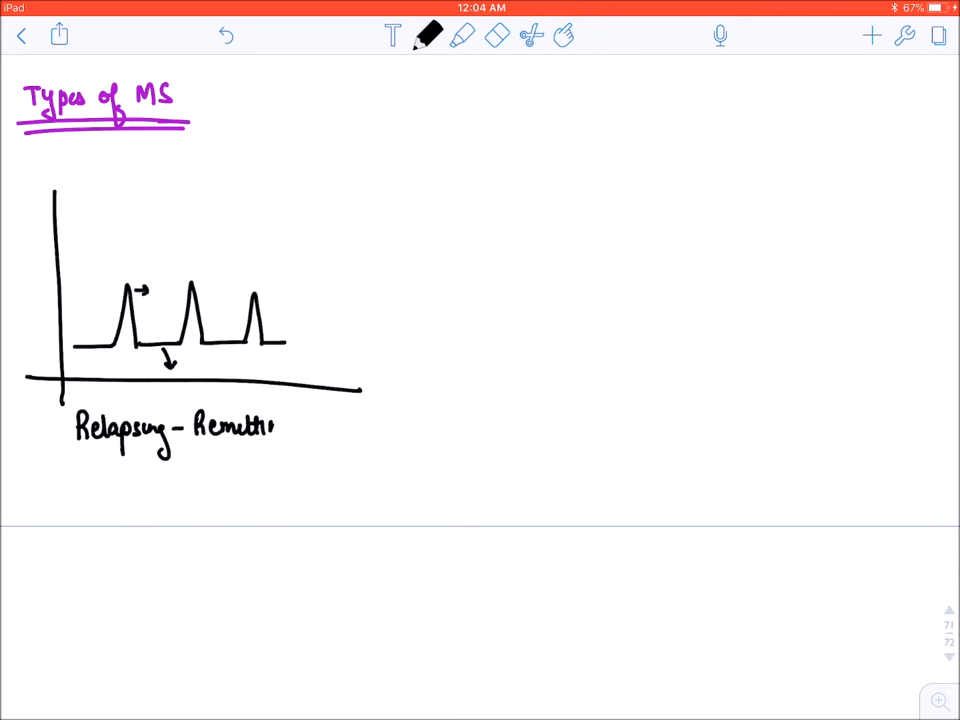 iPad
12:04 AM
67%
T
Types of MS
Relapsing - Remitti
71
72